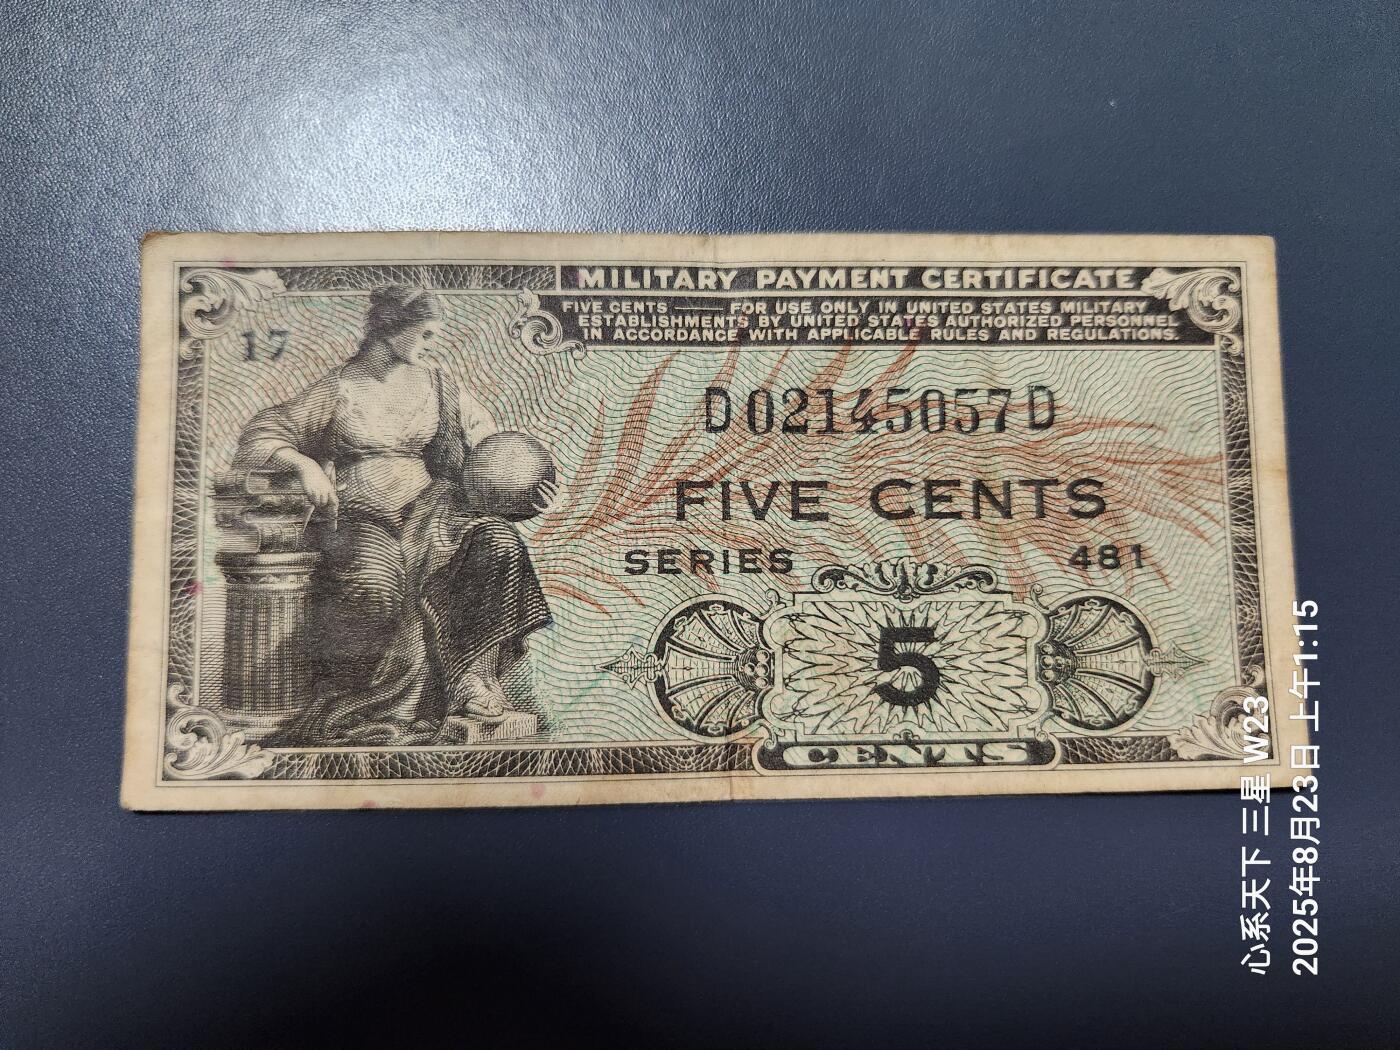 MILITARY PAYMENT CERTIFICATE
FIVE CENTS — FOR USE ONLY IN UNITED STATES MILITARY
ESTABLISHMENTS BY UNITED STATES AUTHORIZED PERSONNEL
IN ACCORDANCE WITH APPLICABLE RULES AND REGULATIONS.
17
D02145057D
FIVE CENTS
SERIES 481
5
CENTS
心系天下 三星 W23
2025年8月23日 上午1:15